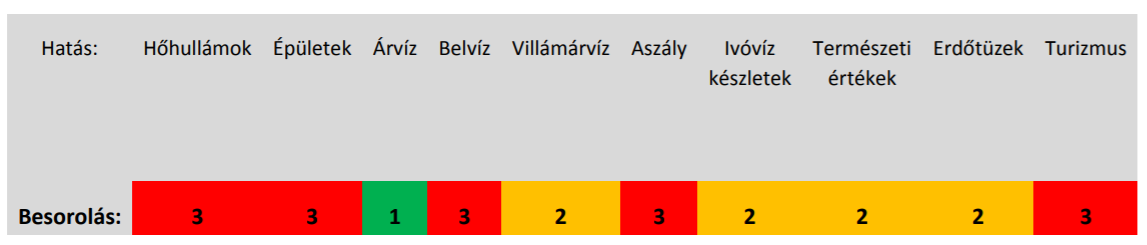 Hatás: Hőhullámok Épületek Árvíz Belvíz Villámárvíz Aszály Ivóvíz Természeti Erdőtüzek Turizmus
készletek értékek
Besorolás: 3 3 1 3 2 3 2 2 2 3